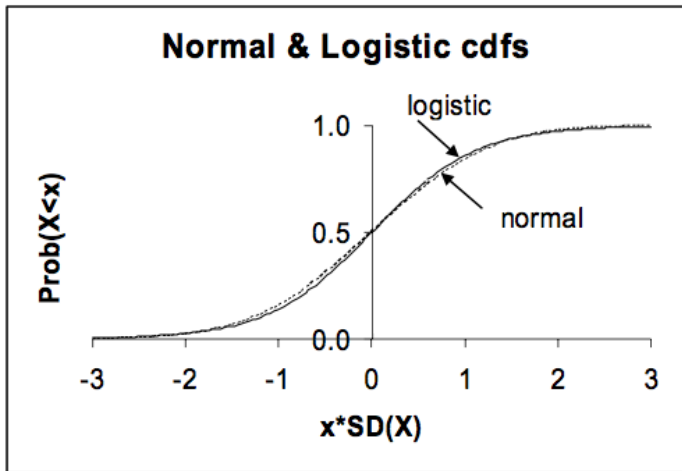 Normal & Logistic cdfs
logistic
1.0
normal
0.5
0.0
Prob(X<x)
-3 -2 -1 0 1 2 3
x*SD(X)